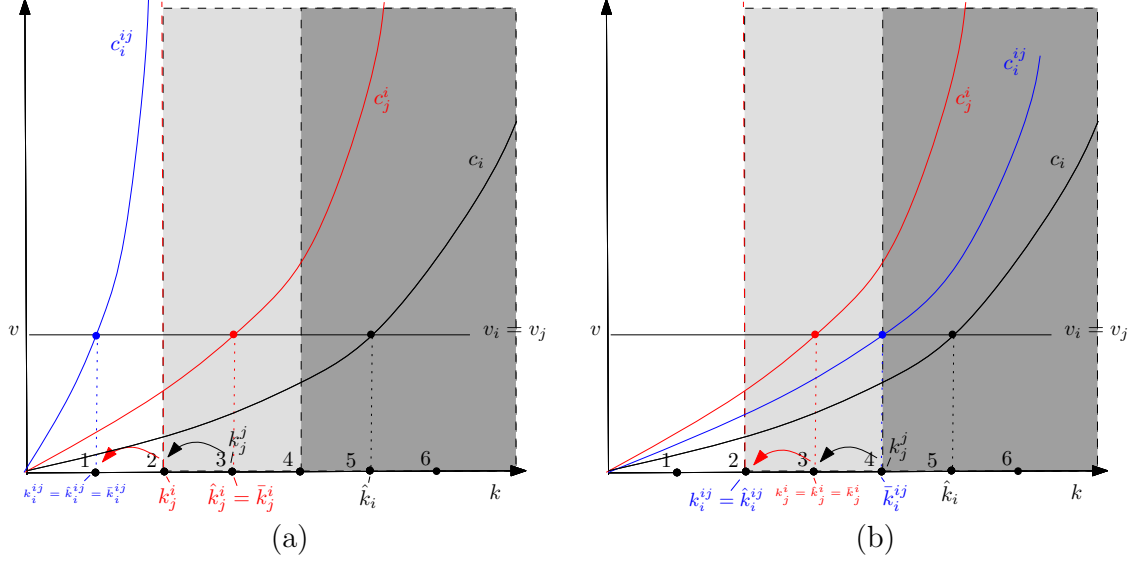 c_i^{ij}
c_j^i
c_i
v
v_i = v_j
k_j^j
1
2
3
4
5
6
k_i^{ij} = \hat{k}_i^{ij} = \bar{k}_i^{ij}
k_j^i
\hat{k}_j^i = \bar{k}_j^i
\hat{k}_i
k
(a)
c_i^{ij}
c_j^i
c_i
v
v_i = v_j
k_j^j
1
2
3
4
5
6
k_i^{ij} = \hat{k}_i^{ij}
k_j^i = \hat{k}_j^i = \bar{k}_j^i
\bar{k}_i^{ij}
\hat{k}_i
k
(b)